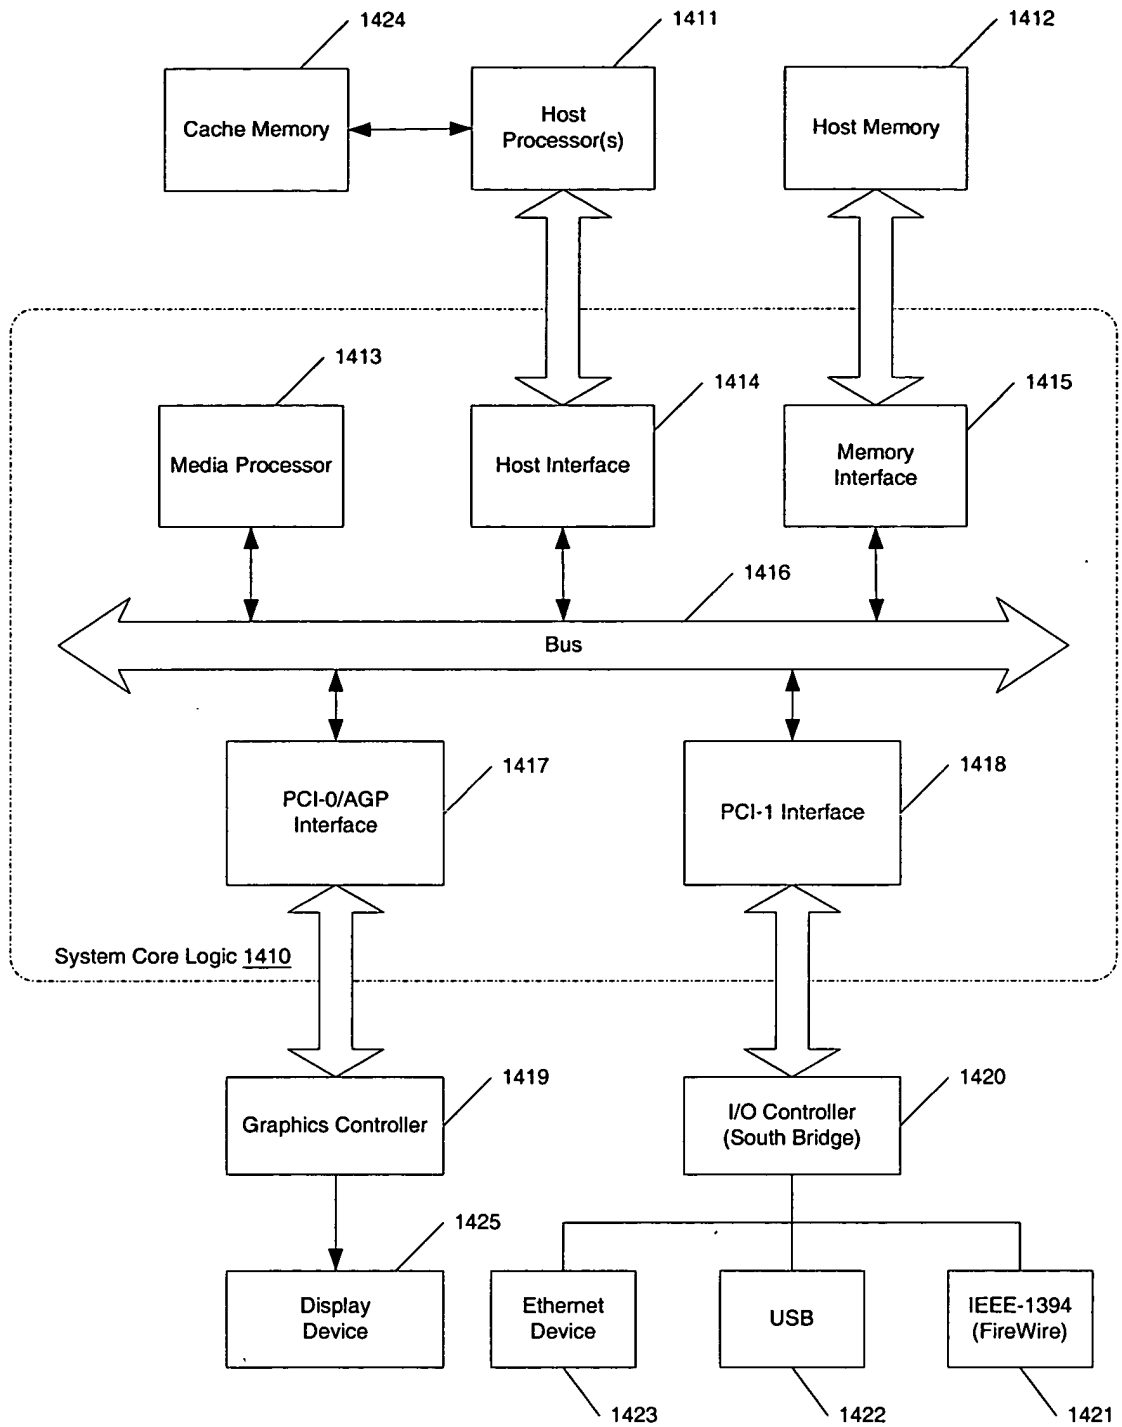 1424
1411
1412
Cache Memory
Host
Processor(s)
Host Memory
1413
1414
1415
Media Processor
Host Interface
Memory
Interface
1416
Bus
1417
1418
PCI-0/AGP
Interface
PCI-1 Interface
System Core Logic 1410
1419
1420
Graphics Controller
I/O Controller
(South Bridge)
1425
Display
Device
Ethernet
Device
USB
IEEE-1394
(FireWire)
1423
1422
1421